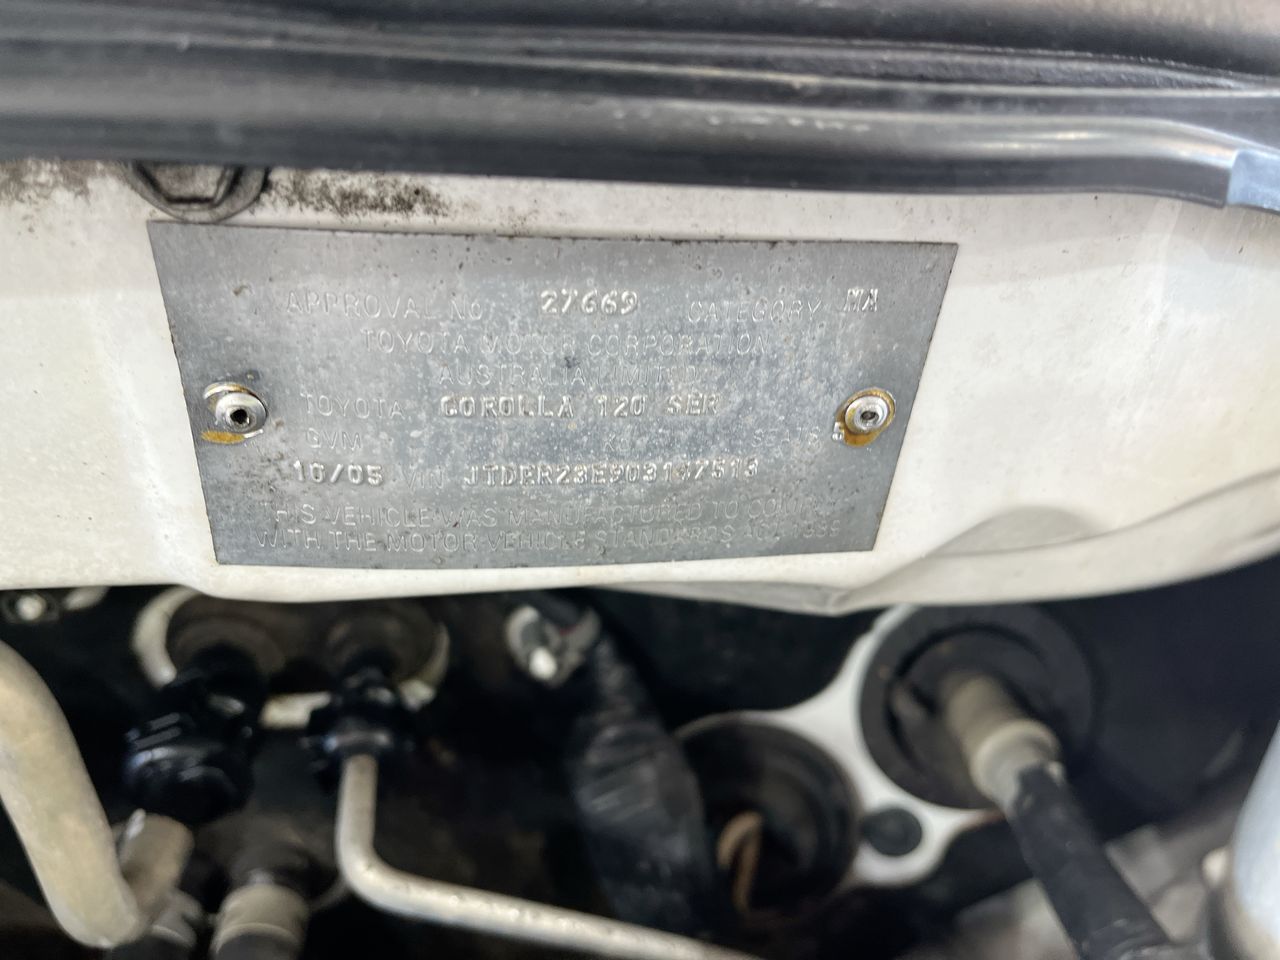 APPROVAL NO 27669 CATEGORY MA
TOYOTA MOTOR CORPORATION
AUSTRALIA LIMITED
TOYOTA COROLLA 120 SER
GVM KG SEATS 5
10/05 VIN JTDER23E903147513
THIS VEHICLE WAS MANUFACTURED TO COMPLY
WITH THE MOTOR VEHICLE STANDARDS ACT 1989